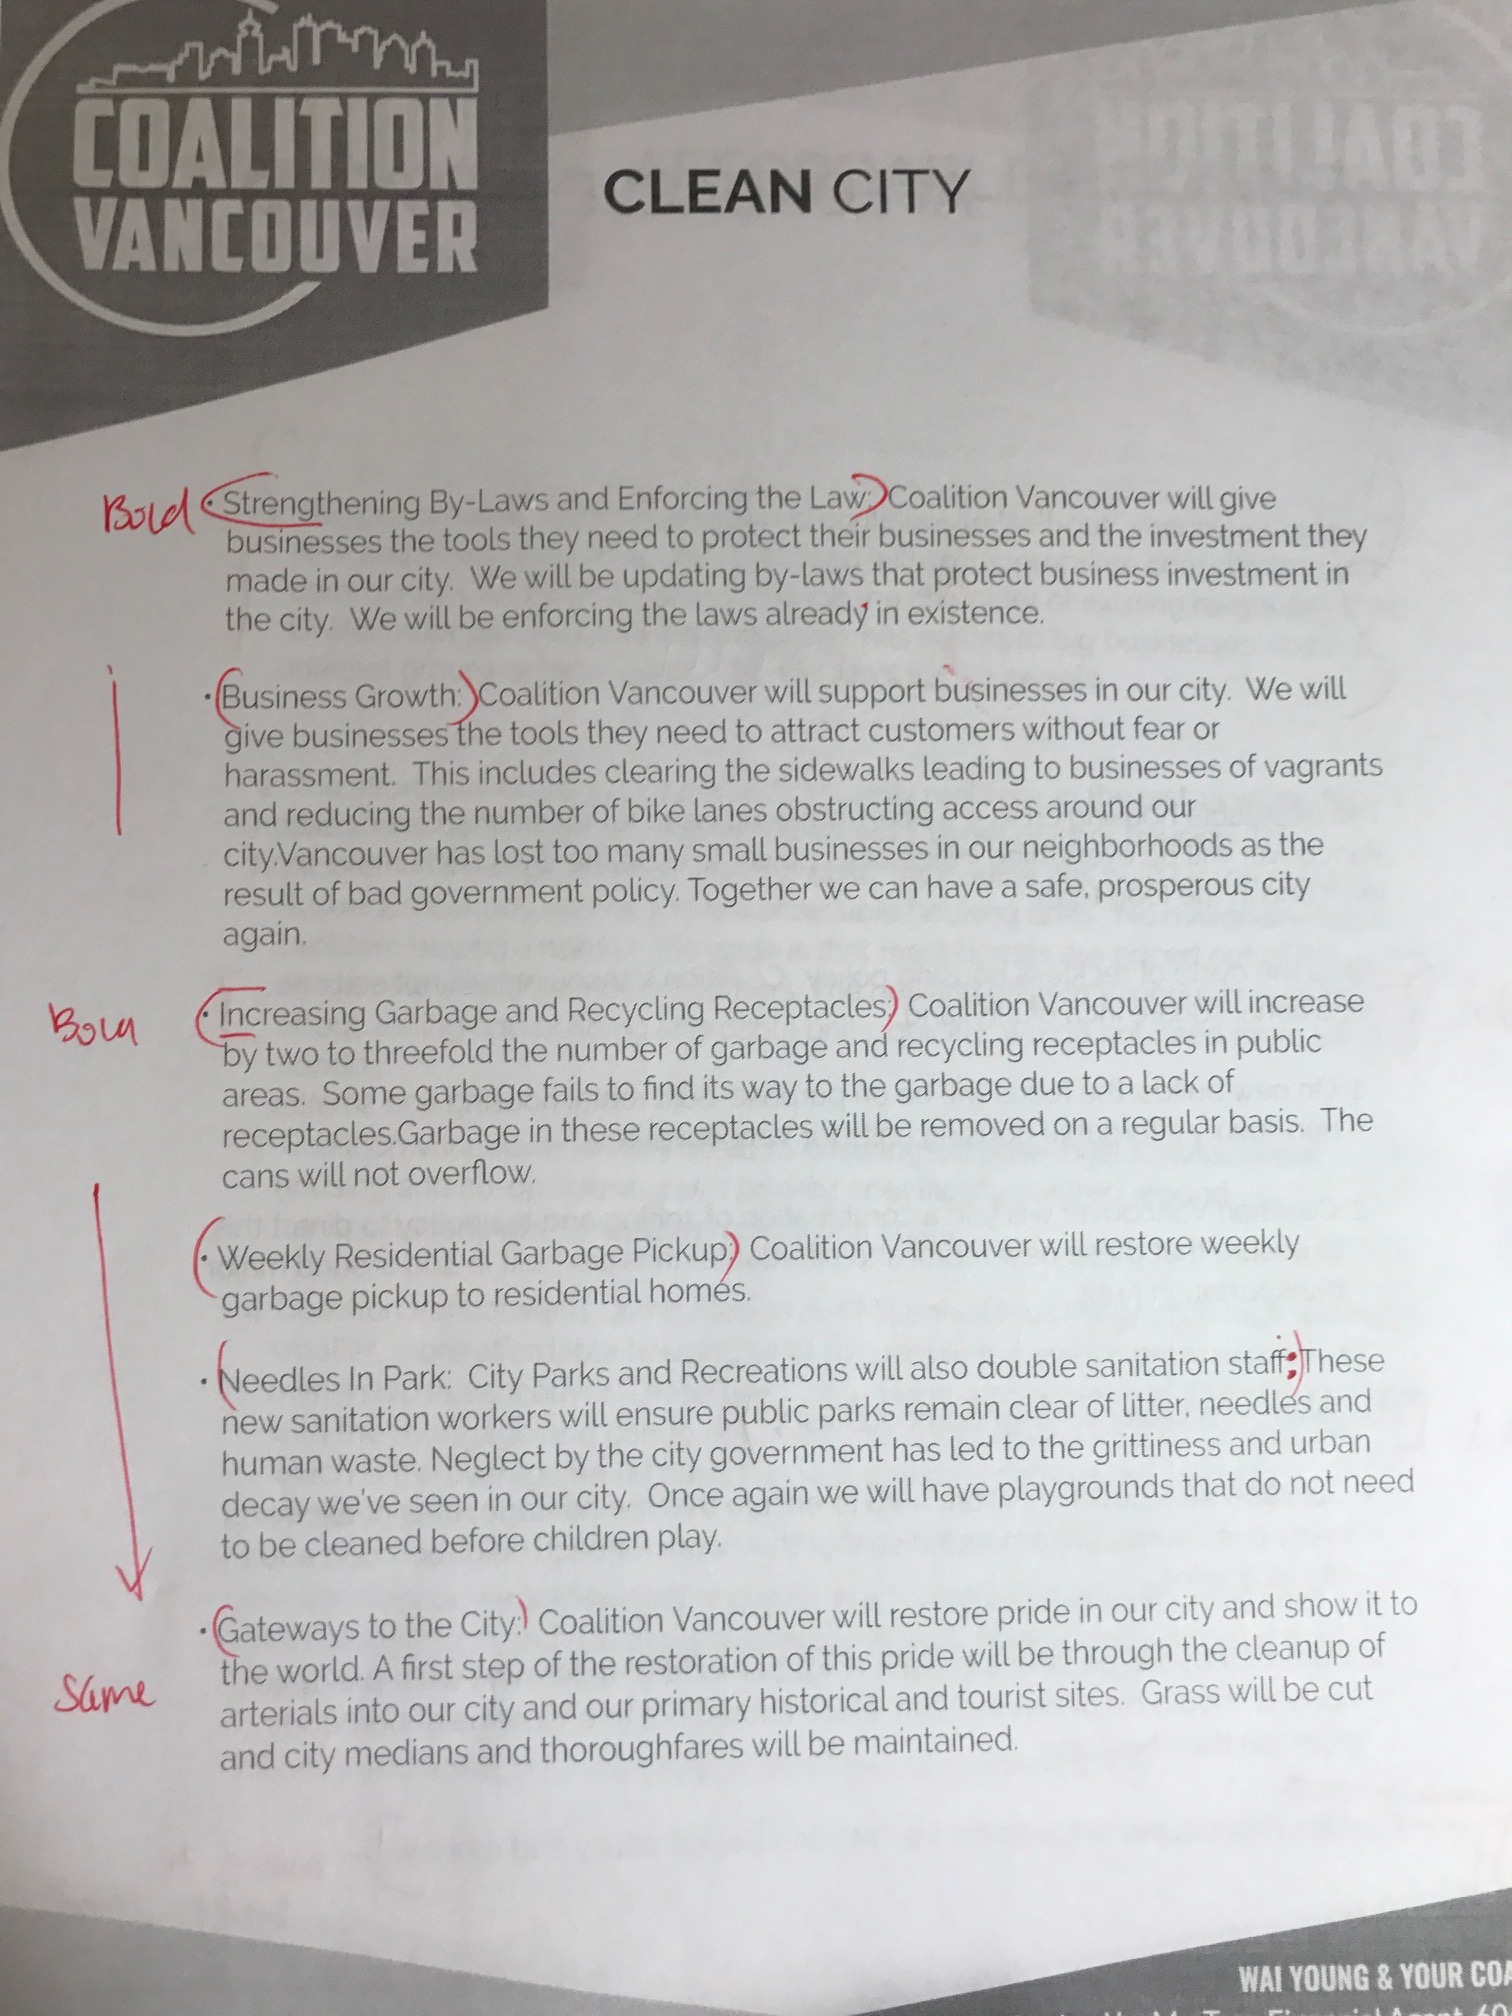 COALITION
VANCOUVER
CLEAN CITY
Bold
· Strengthening By-Laws and Enforcing the Law: Coalition Vancouver will give
businesses the tools they need to protect their businesses and the investment they
made in our city.  We will be updating by-laws that protect business investment in
the city.  We will be enforcing the laws already in existence.
· Business Growth: Coalition Vancouver will support businesses in our city.  We will
give businesses the tools they need to attract customers without fear or
harassment.  This includes clearing the sidewalks leading to businesses of vagrants
and reducing the number of bike lanes obstructing access around our
city.Vancouver has lost too many small businesses in our neighborhoods as the
result of bad government policy. Together we can have a safe, prosperous city
again.
Bold
· Increasing Garbage and Recycling Receptacles: Coalition Vancouver will increase
by two to threefold the number of garbage and recycling receptacles in public
areas.  Some garbage fails to find its way to the garbage due to a lack of
receptacles.Garbage in these receptacles will be removed on a regular basis.  The
cans will not overflow.
· Weekly Residential Garbage Pickup: Coalition Vancouver will restore weekly
garbage pickup to residential homes.
· Needles In Park:  City Parks and Recreations will also double sanitation staff: These
new sanitation workers will ensure public parks remain clear of litter, needles and
human waste. Neglect by the city government has led to the grittiness and urban
decay we've seen in our city.  Once again we will have playgrounds that do not need
to be cleaned before children play.
· Gateways to the City: Coalition Vancouver will restore pride in our city and show it to
the world. A first step of the restoration of this pride will be through the cleanup of
arterials into our city and our primary historical and tourist sites.  Grass will be cut
and city medians and thoroughfares will be maintained.
Same
WAI YOUNG & YOUR COA